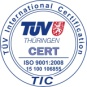 TÜV International Certification
TÜV
THÜRINGEN
CERT
ISO 9001:2008
15 100 106855
TIC